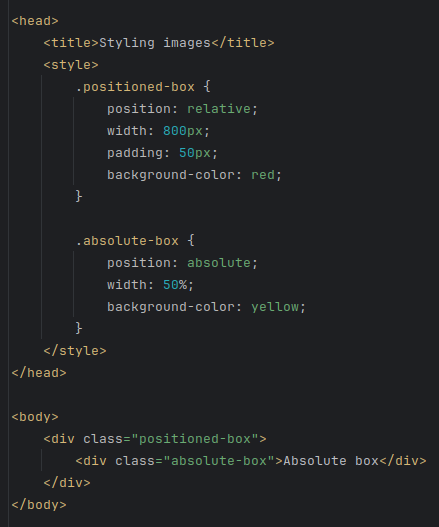 <head>
    <title>Styling images</title>
    <style>
        .positioned-box {
            position: relative;
            width: 800px;
            padding: 50px;
            background-color: red;
        }

        .absolute-box {
            position: absolute;
            width: 50%;
            background-color: yellow;
        }
    </style>
</head>

<body>
    <div class="positioned-box">
        <div class="absolute-box">Absolute box</div>
    </div>
</body>